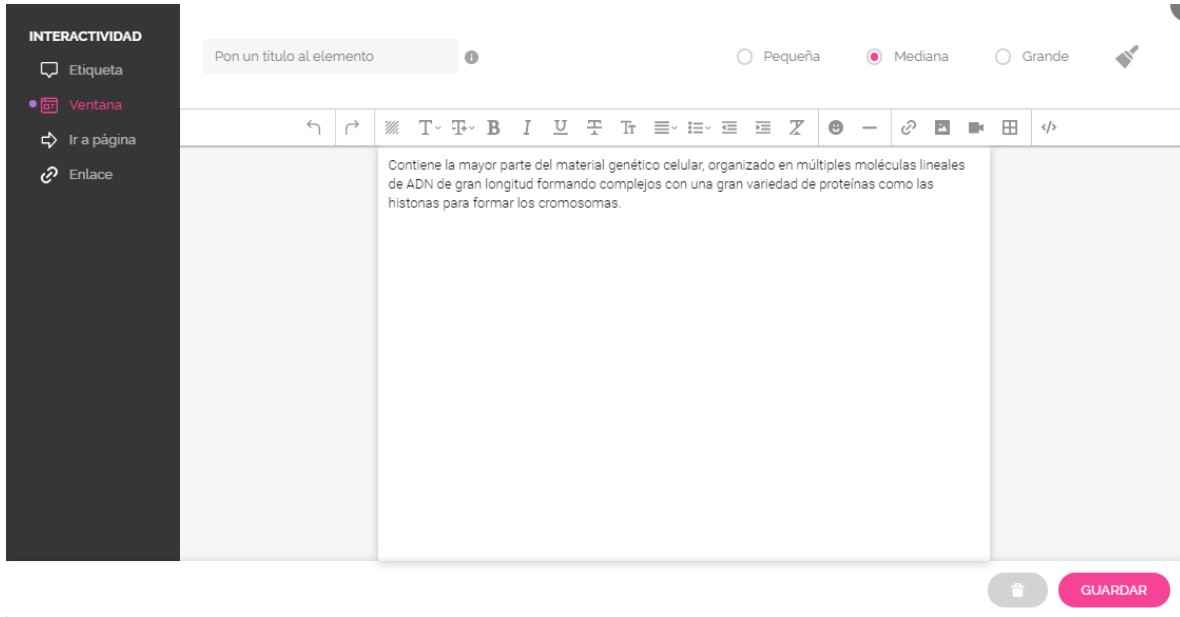 INTERACTIVIDAD
Etiqueta
Ventana
Ir a página
Enlace
Pon un título al elemento
Pequeña
Mediana
Grande
Contiene la mayor parte del material genético celular, organizado en múltiples moléculas lineales
de ADN de gran longitud formando complejos con una gran variedad de proteínas como las
histonas para formar los cromosomas.
GUARDAR